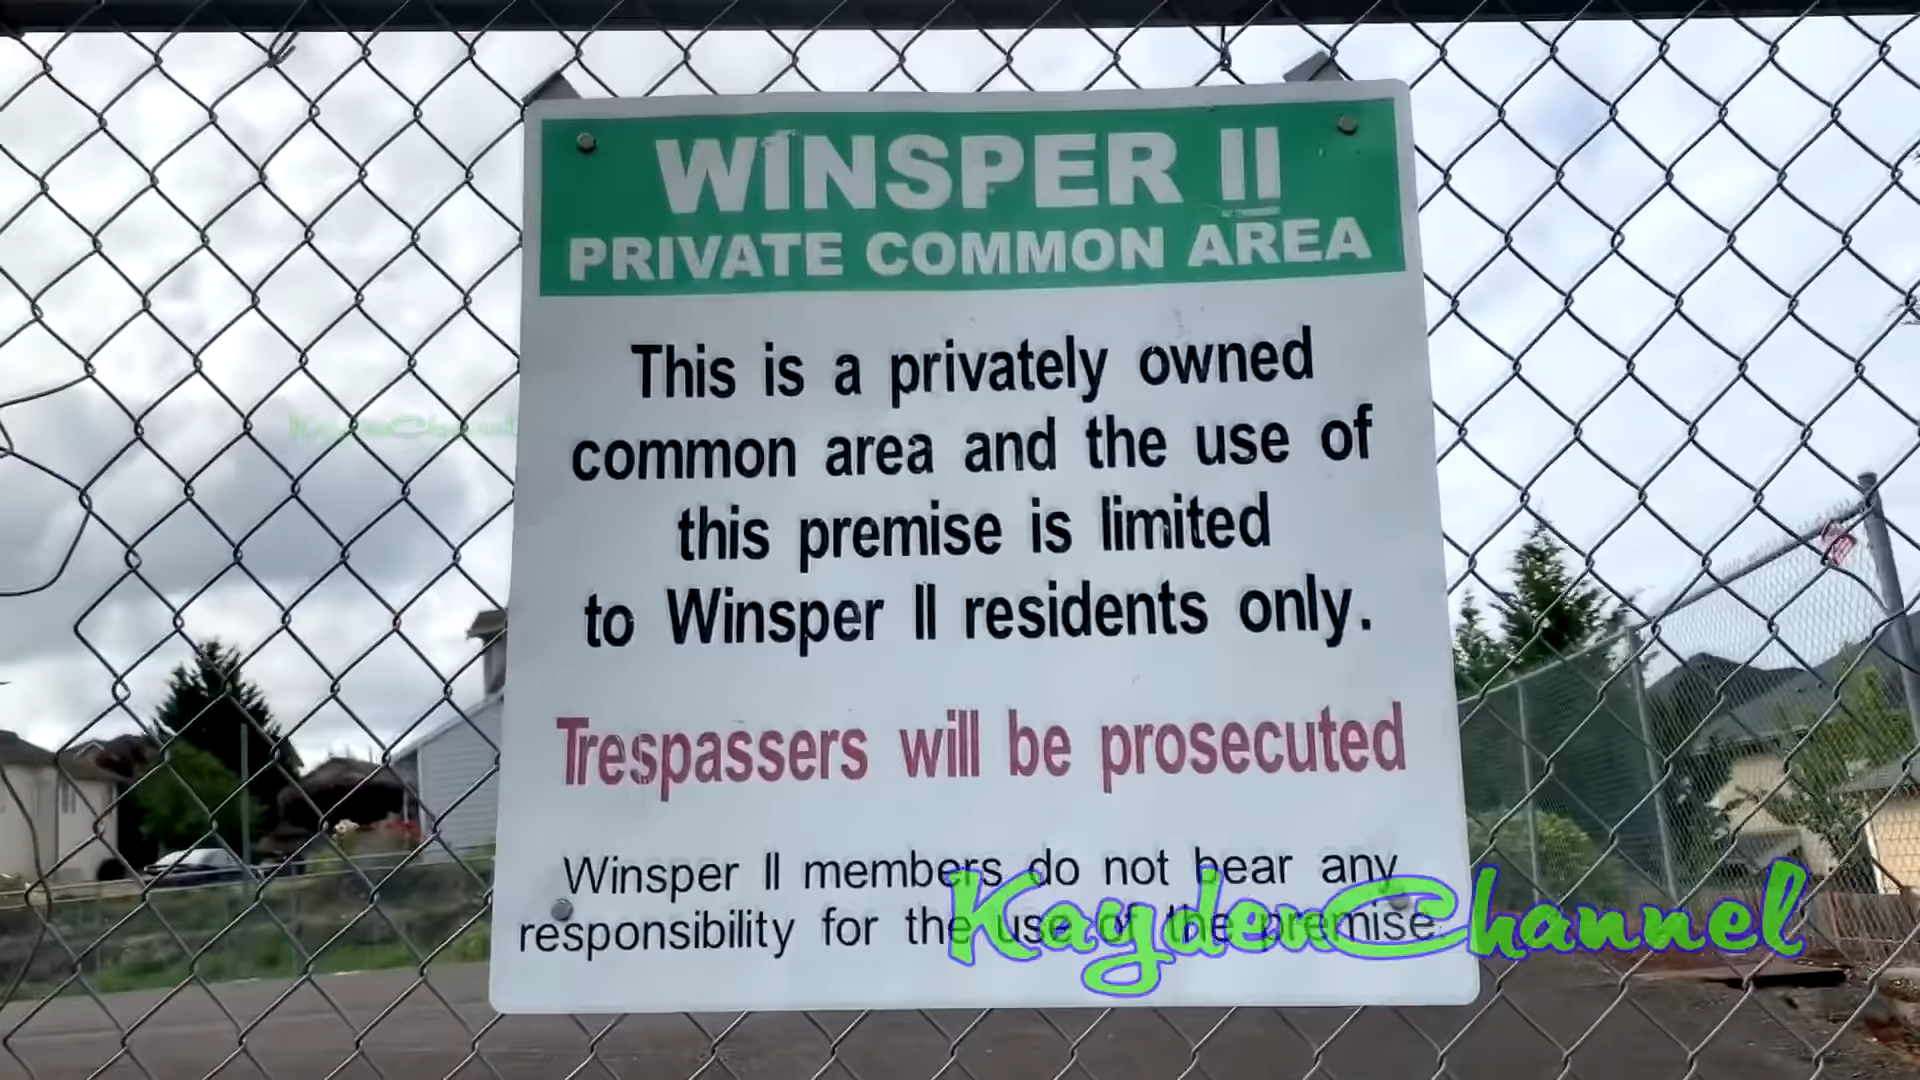 WINSPER II
PRIVATE COMMON AREA
This is a privately owned
common area and the use of
this premise is limited
to Winsper II residents only.
Trespassers will be prosecuted
Winsper II members do not bear any
responsibility for the use of the premise
KaydenChannel
KaydenChannel